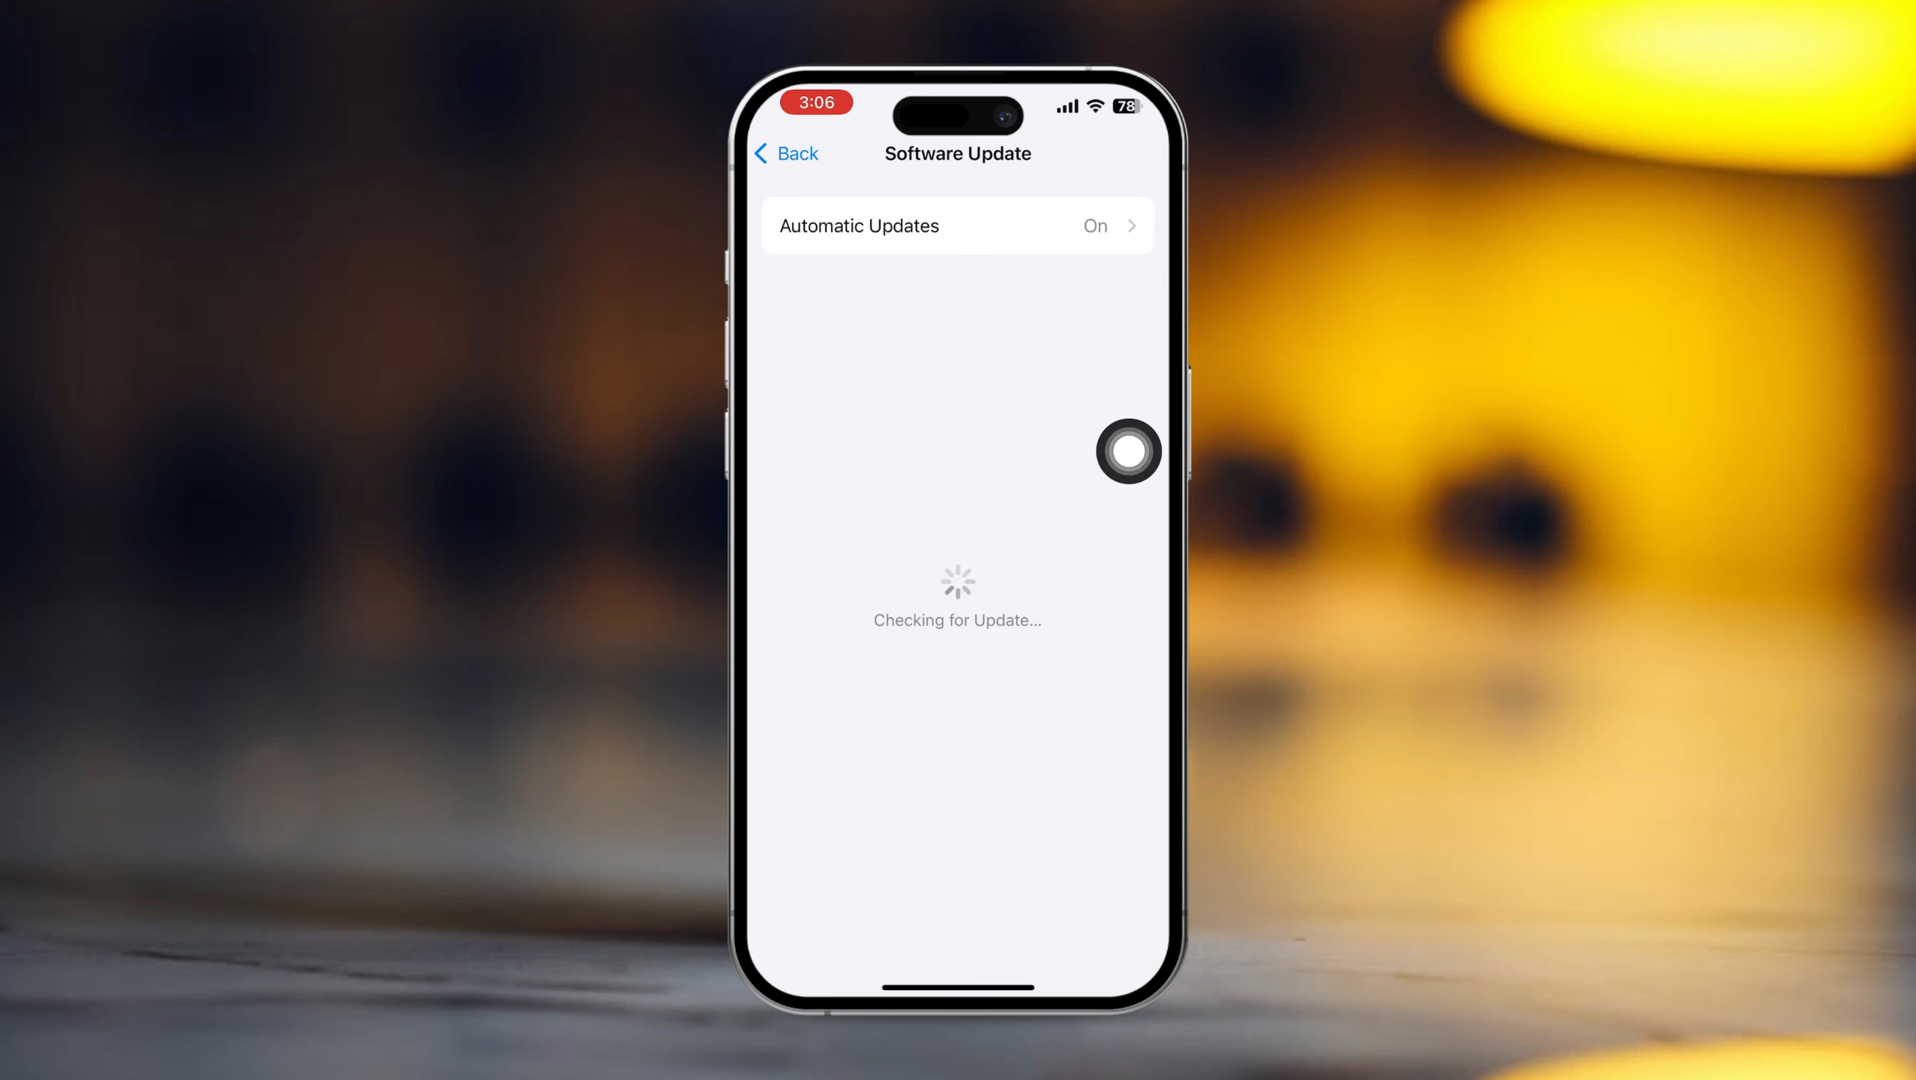 3:06
78
Back
Software Update
Automatic Updates
On
Checking for Update...